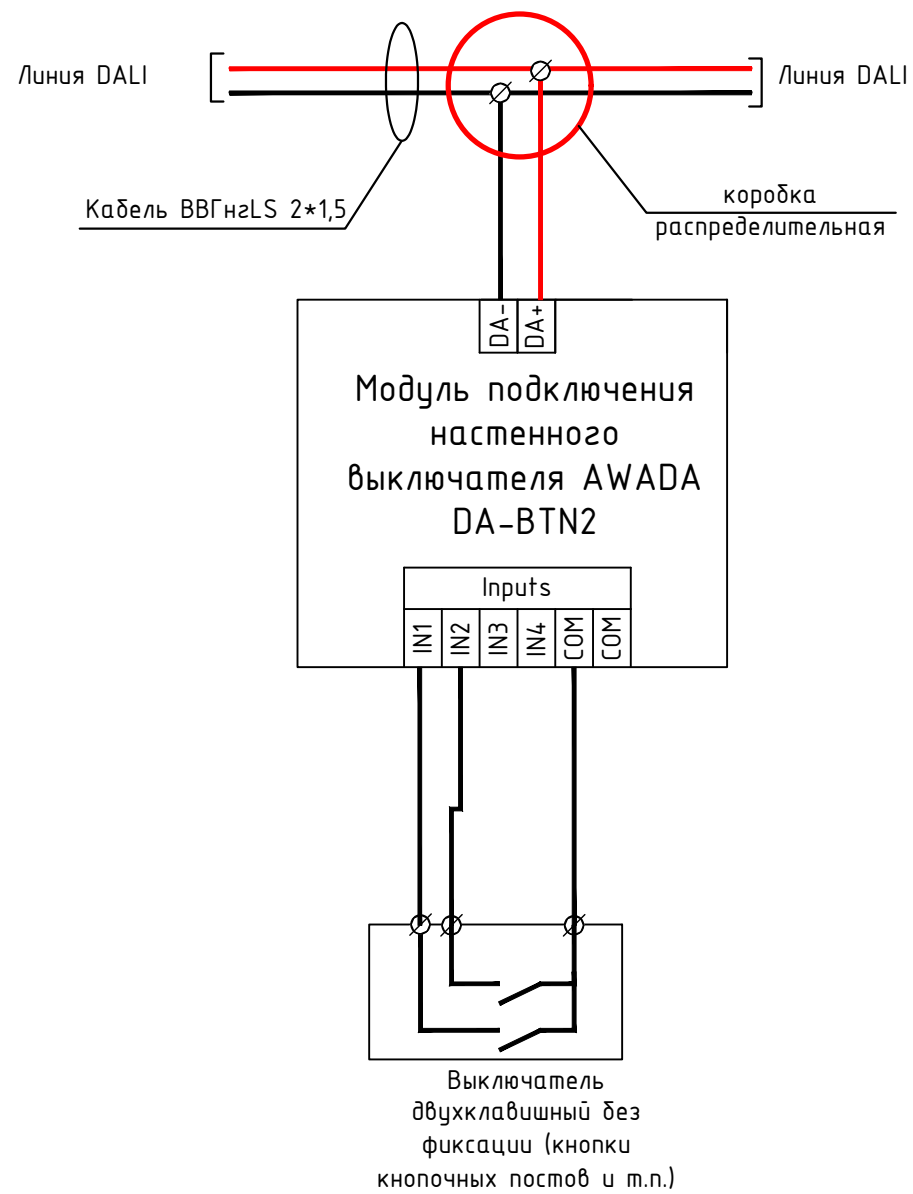 Линия DALI
Линия DALI
Кабель ВВГнгLS 2*1,5
коробка
распределительная
DA-
DA+
Модуль подключения
настенного
выключателя AWADA
DA-BTN2
Inputs
IN1
IN2
IN3
IN4
COM
COM
Выключатель
двухклавишный без
фиксации (кнопки
кнопочных постов и т.п.)